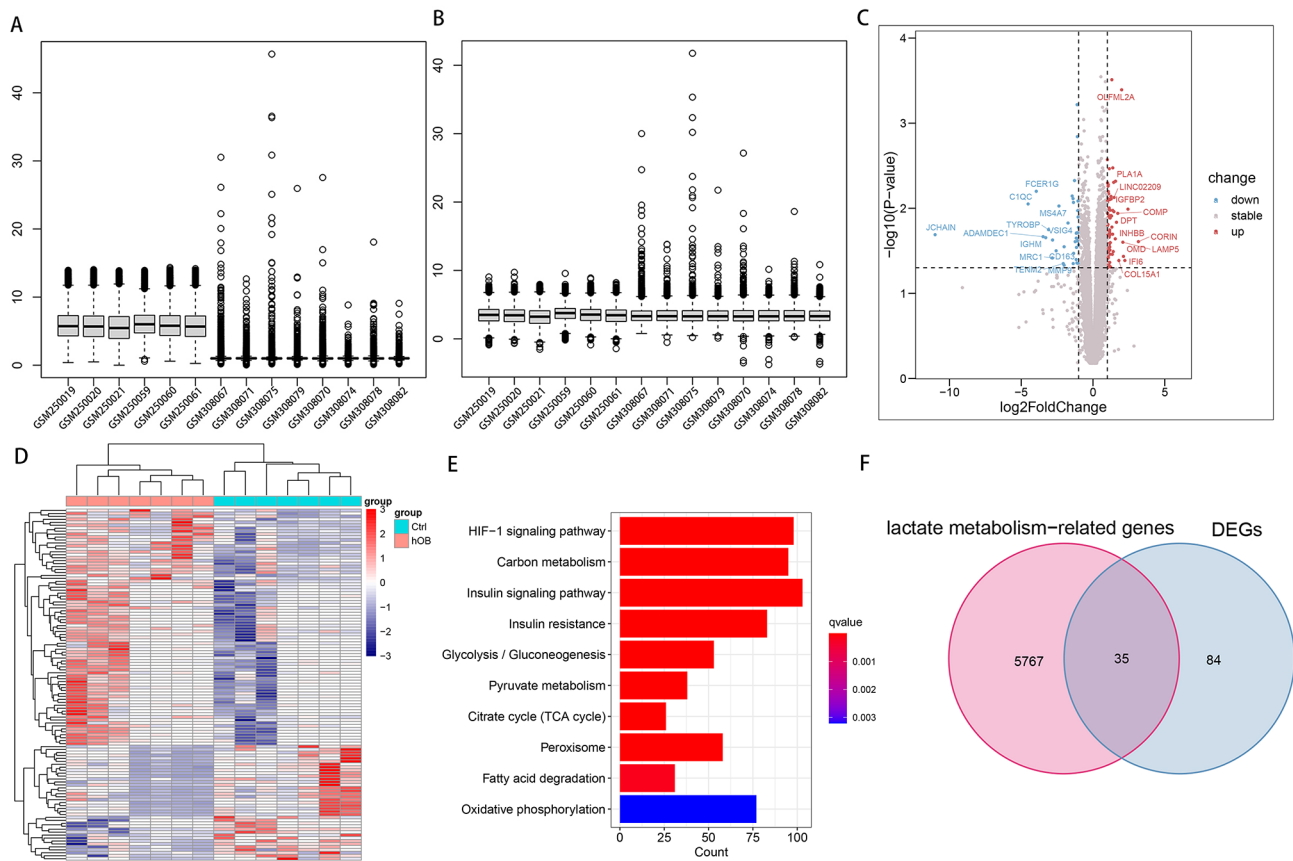 A
40
30
20
10
0
GSM250019
GSM250020
GSM250021
GSM250059
GSM250060
GSM250061
GSM308067
GSM308071
GSM308075
GSM308079
GSM308070
GSM308074
GSM308078
GSM308082
B
40
30
20
10
0
GSM250019
GSM250020
GSM250021
GSM250059
GSM250060
GSM250061
GSM308067
GSM308071
GSM308075
GSM308079
GSM308070
GSM308074
GSM308078
GSM308082
C
−log10(P−value)
4
3
2
1
0
OLFML2A
PLA1A
FCER1G
LINC02209
C1QC
IGFBP2
MS4A7
COMP
DPT
TYROBP
VSIG4
JCHAIN
ADAMDEC1
INHBB
CORIN
IGHM
OMD
LAMP5
MRC1
CD163
IFI6
TENM2
MMP9
COL15A1
−10
−5
0
5
log2FoldChange
change
down
stable
up
D
group
3
2
1
0
−1
−2
−3
group
Ctrl
hOB
E
HIF−1 signaling pathway
Carbon metabolism
Insulin signaling pathway
Insulin resistance
Glycolysis / Gluconeogenesis
Pyruvate metabolism
Citrate cycle (TCA cycle)
Peroxisome
Fatty acid degradation
Oxidative phosphorylation
0
25
50
75
100
Count
qvalue
0.001
0.002
0.003
F
lactate metabolism−related genes
DEGs
5767
35
84